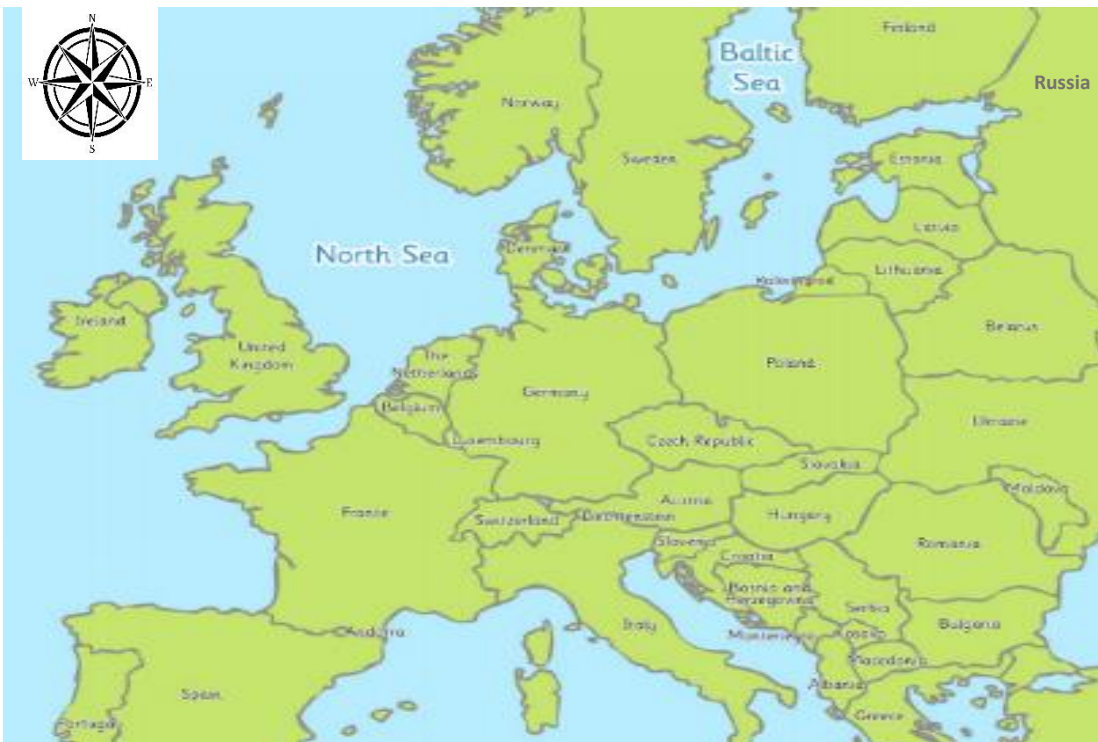 N
Finland
Baltic
Sea
Russia
W
E
Norway
S
Sweden
Estonia
Latvia
North Sea
Denmark
Lithuania
Kaliningrad
Ireland
Belarus
United
Kingdom
The
Netherlands
Poland
Germany
Belgium
Ukraine
Luxembourg
Czech Republic
Slovakia
Moldova
Austria
France
Switzerland
Liechtenstein
Hungary
Slovenia
Romania
Croatia
Bosnia and
Herzegovina
Serbia
Italy
Bulgaria
Andorra
Montenegro
Kosovo
Macedonia
Spain
Albania
Portugal
Greece